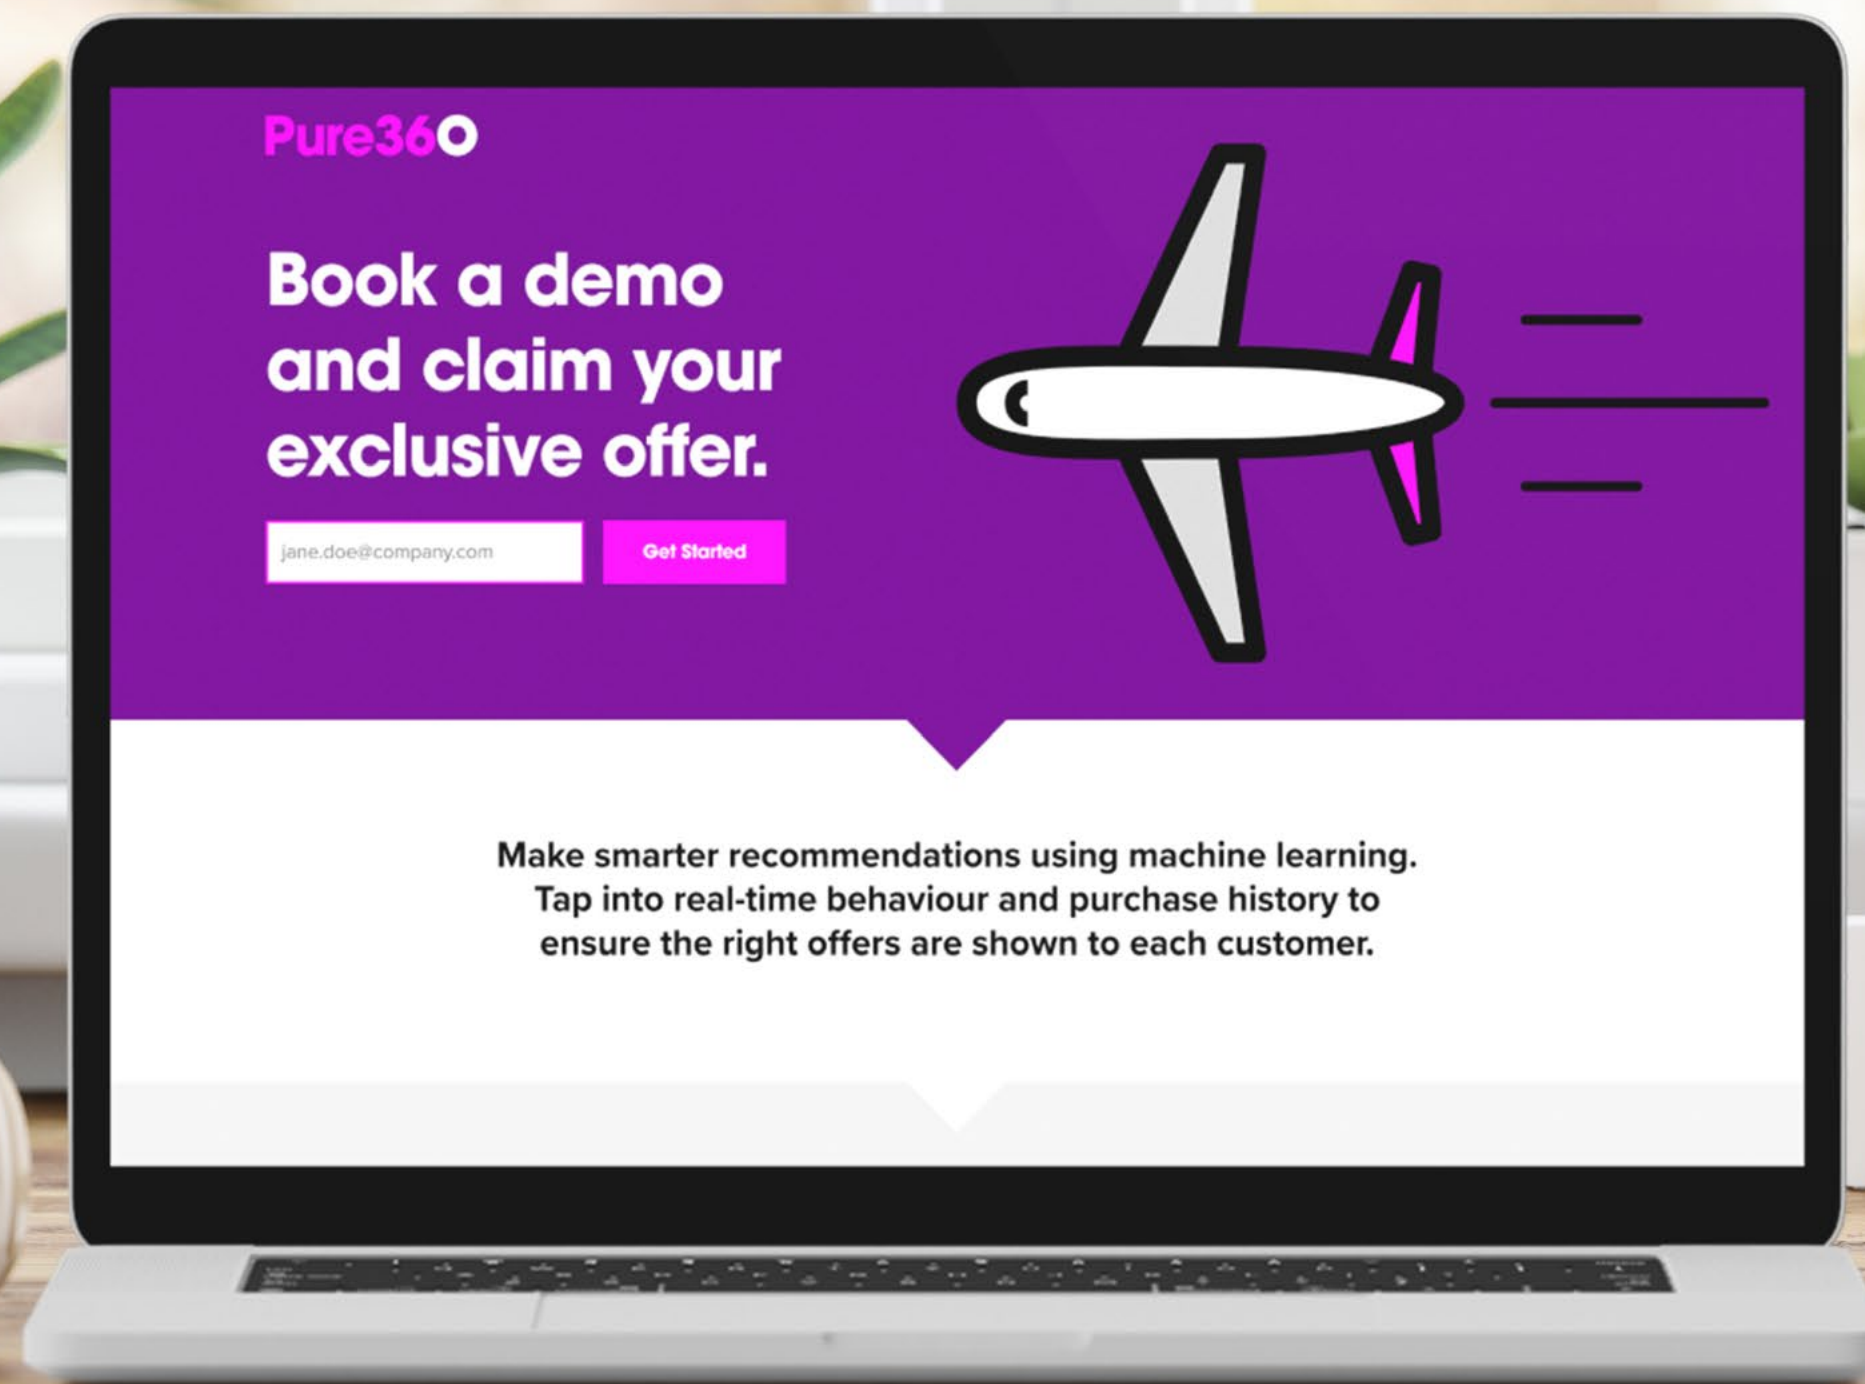 Pure360
Book a demo
and claim your
exclusive offer.
jane.doe@company.com
Get Started
Make smarter recommendations using machine learning.
Tap into real-time behaviour and purchase history to
ensure the right offers are shown to each customer.